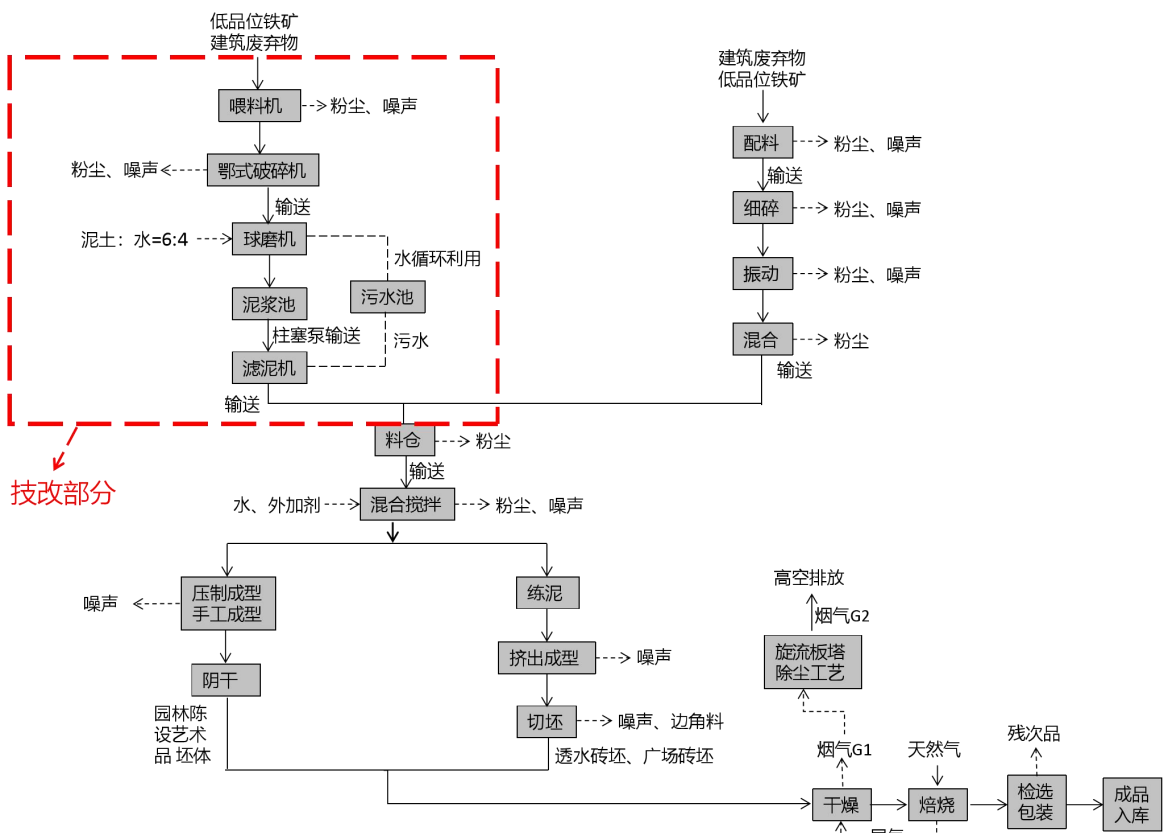 低品位铁矿
建筑废弃物
喂料机
粉尘、噪声
粉尘、噪声
鄂式破碎机
输送
泥土：水=6:4
球磨机
水循环利用
泥浆池
污水池
柱塞泵输送
污水
滤泥机
输送
技改部分
建筑废弃物
低品位铁矿
配料
粉尘、噪声
输送
细碎
粉尘、噪声
振动
粉尘、噪声
混合
粉尘
输送
料仓
粉尘
输送
水、外加剂
混合搅拌
粉尘、噪声
噪声
压制成型
手工成型
阴干
园林陈
设艺术
品 坯体
练泥
挤出成型
噪声
切坯
噪声、边角料
透水砖坯、广场砖坯
高空排放
烟气G2
旋流板塔
除尘工艺
烟气G1
天然气
残次品
干燥
焙烧
检选
包装
成品
入库